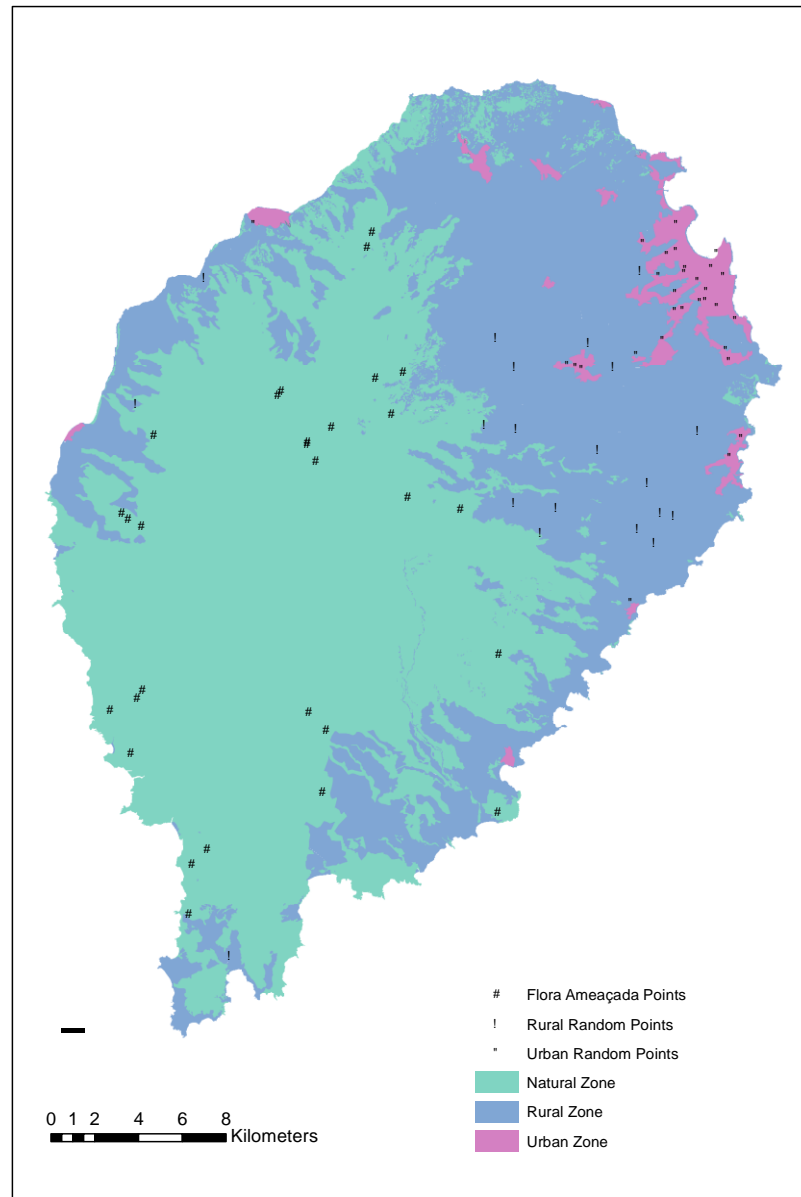 # Flora Ameaçada Points
! Rural Random Points
" Urban Random Points
Natural Zone
Rural Zone
Urban Zone
0 1 2 4 6 8
Kilometers